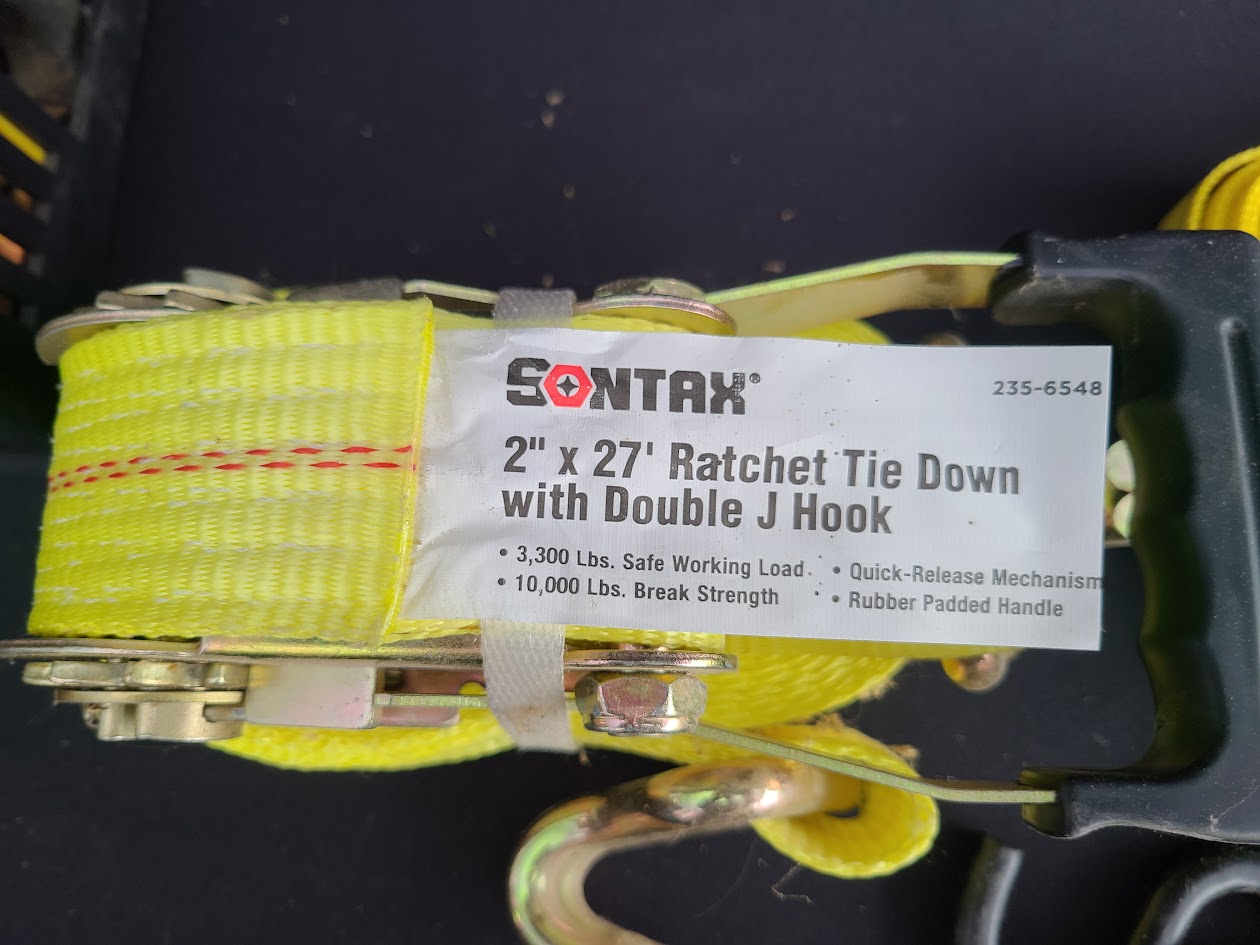 SONTAX®
235-6548
2" x 27' Ratchet Tie Down
with Double J Hook
• 3,300 Lbs. Safe Working Load
• 10,000 Lbs. Break Strength
• Quick-Release Mechanism
• Rubber Padded Handle